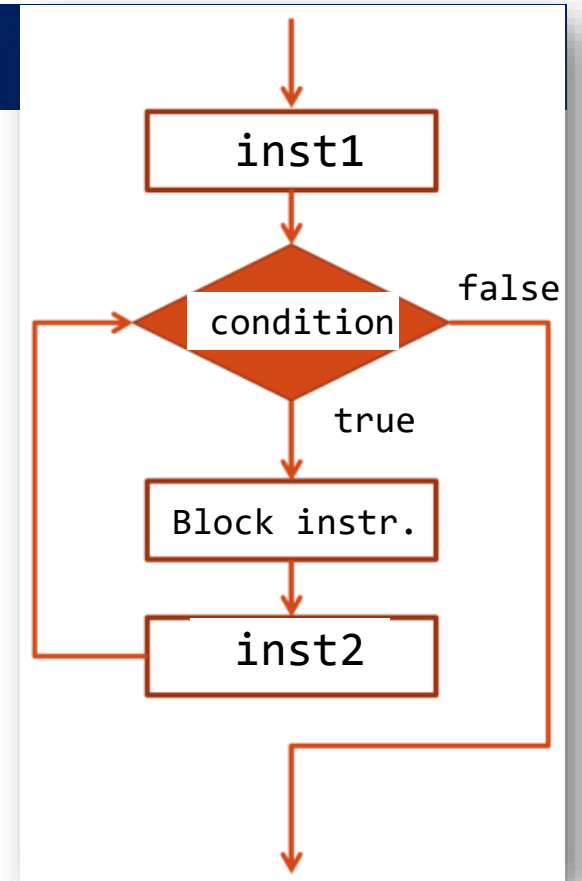 inst1
false
condition
true
Block instr.
inst2